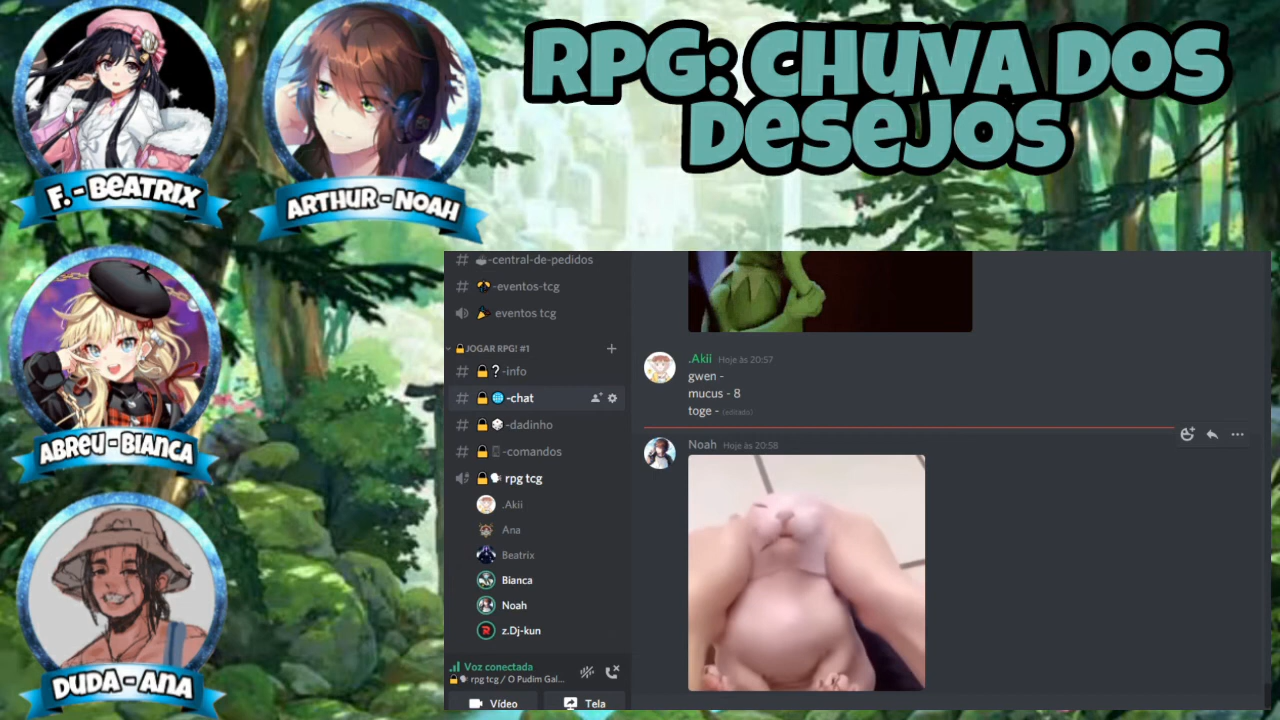 RPG: CHUVA DOS
DESEJOS
F. - BEATRIX
ARTHUR - NOAH
ABREU - BIANCA
DUDA - ANA
-central-de-pedidos
-eventos-tcg
eventos tcg
JOGAR RPG! #1
-info
-chat
-dadinho
-comandos
rpg tcg
.Akii
Ana
Beatrix
Bianca
Noah
z.Dj-kun
Voz conectada
rpg tcg / O Pudim Gal...
Vídeo
Tela
.Akii Hoje às 20:57
gwen -
mucus - 8
toge - (editado)
Noah Hoje às 20:58